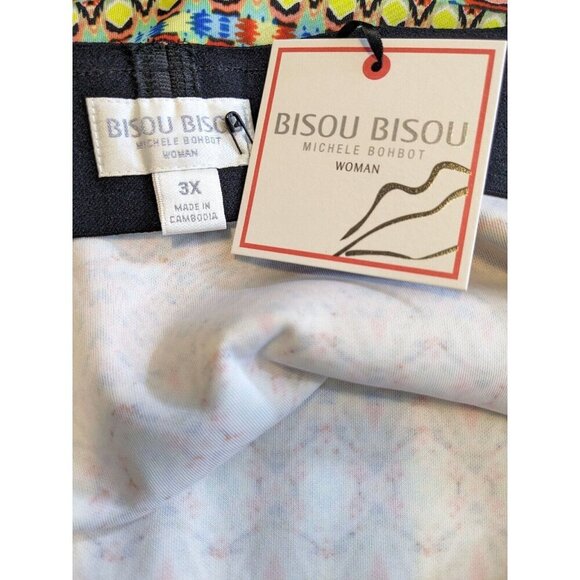 BISOU BISOU
MICHELE BOHBOT
WOMAN
3X
MADE IN
CAMBODIA
BISOU BISOU
MICHELE BOHBOT
WOMAN